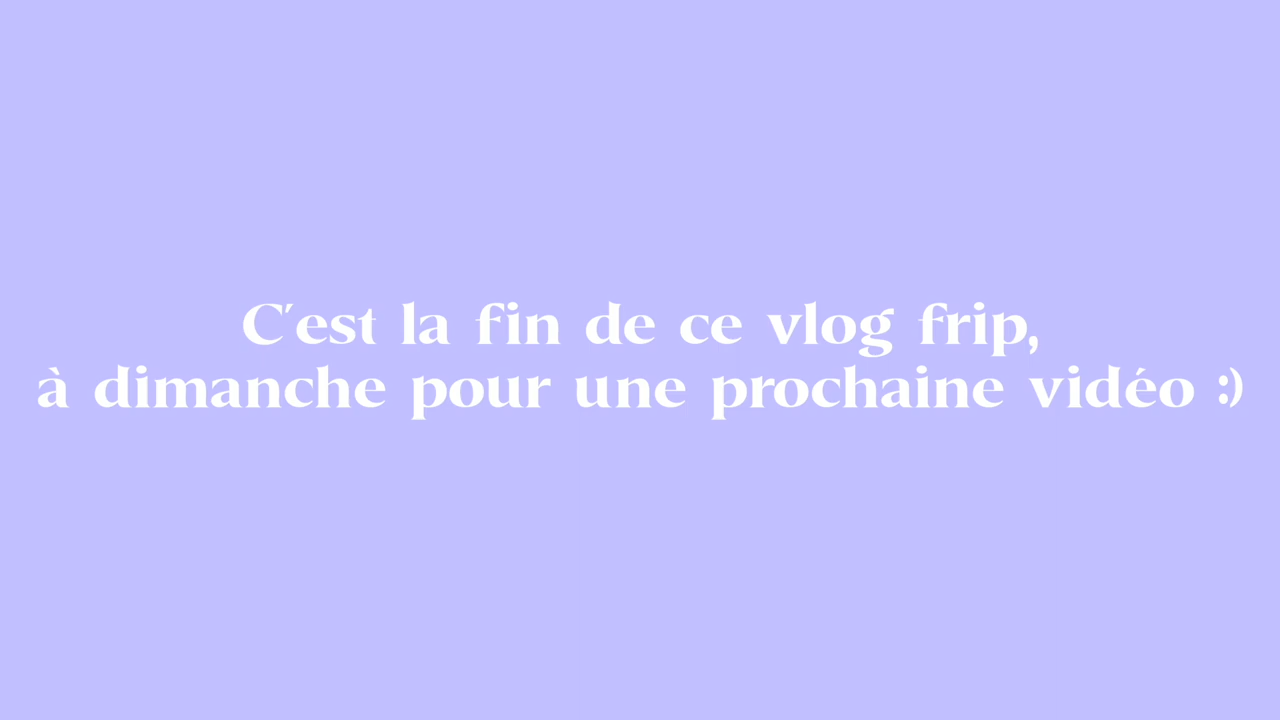 C'est la fin de ce vlog frip,
à dimanche pour une prochaine vidéo :)